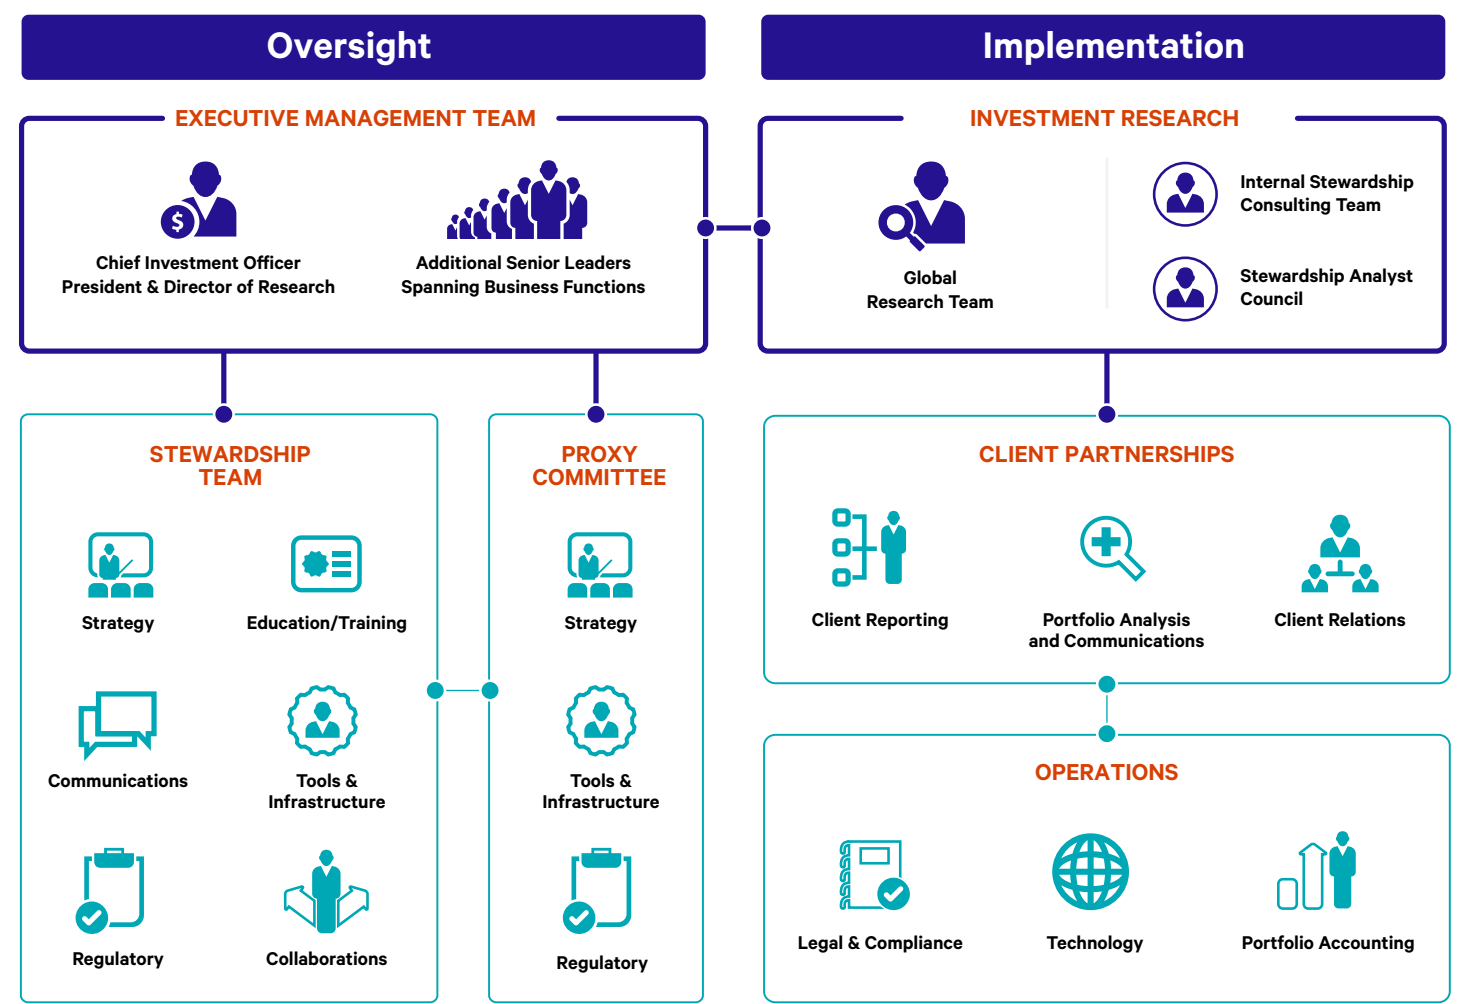 Oversight
EXECUTIVE MANAGEMENT TEAM
$
Chief Investment Officer
President & Director of Research
Additional Senior Leaders
Spanning Business Functions
STEWARDSHIP
TEAM
Strategy
Education/Training
Communications
Tools &
Infrastructure
Regulatory
Collaborations
PROXY
COMMITTEE
Strategy
Tools &
Infrastructure
Regulatory
Implementation
INVESTMENT RESEARCH
Global
Research Team
Internal Stewardship
Consulting Team
Stewardship Analyst
Council
CLIENT PARTNERSHIPS
Client Reporting
Portfolio Analysis
and Communications
Client Relations
OPERATIONS
Legal & Compliance
Technology
Portfolio Accounting